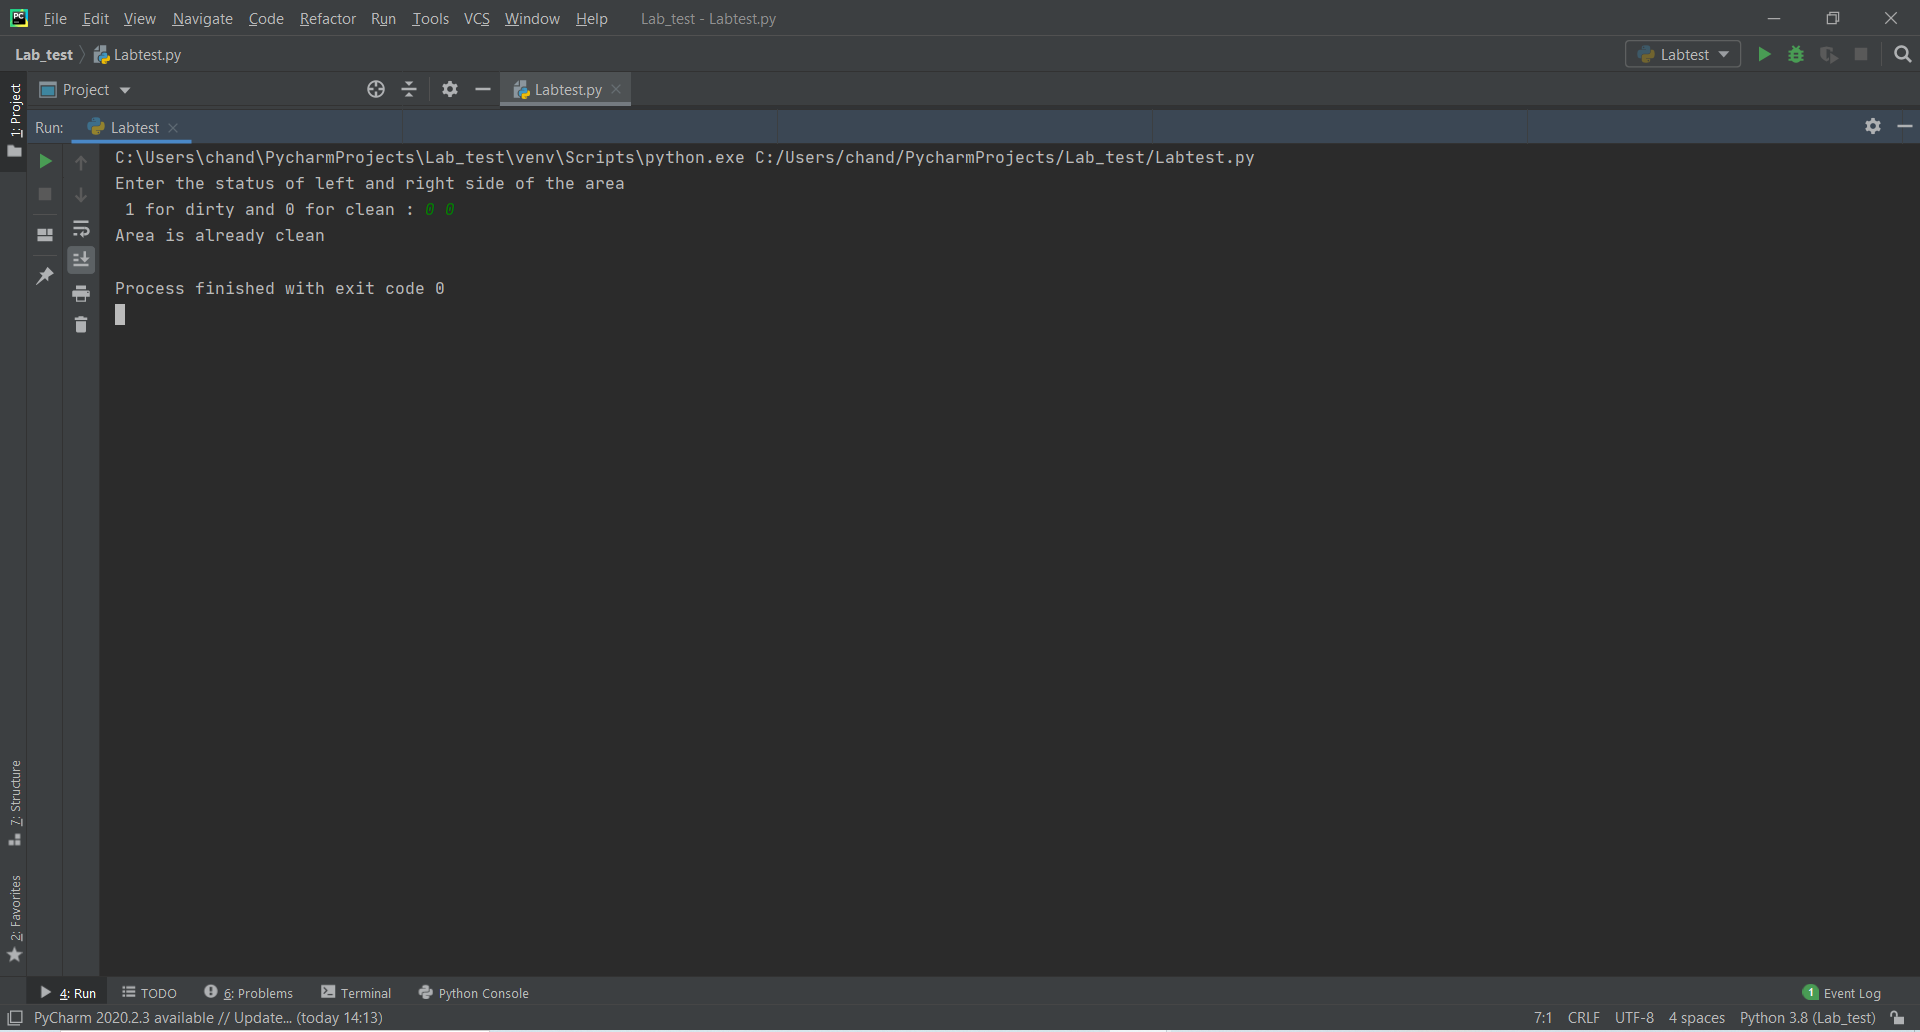 PC File Edit View Navigate Code Refactor Run Tools VCS Window Help Lab_test - Labtest.py
Lab_test Labtest.py Labtest
1: Project Project Labtest.py
Run: Labtest
C:\Users\chand\PycharmProjects\Lab_test\venv\Scripts\python.exe C:/Users/chand/PycharmProjects/Lab_test/Labtest.py
Enter the status of left and right side of the area
1 for dirty and 0 for clean : 0 0
Area is already clean
Process finished with exit code 0
7: Structure
2: Favorites
4: Run TODO 6: Problems Terminal Python Console 1 Event Log
PyCharm 2020.2.3 available // Update... (today 14:13) 7:1 CRLF UTF-8 4 spaces Python 3.8 (Lab_test)